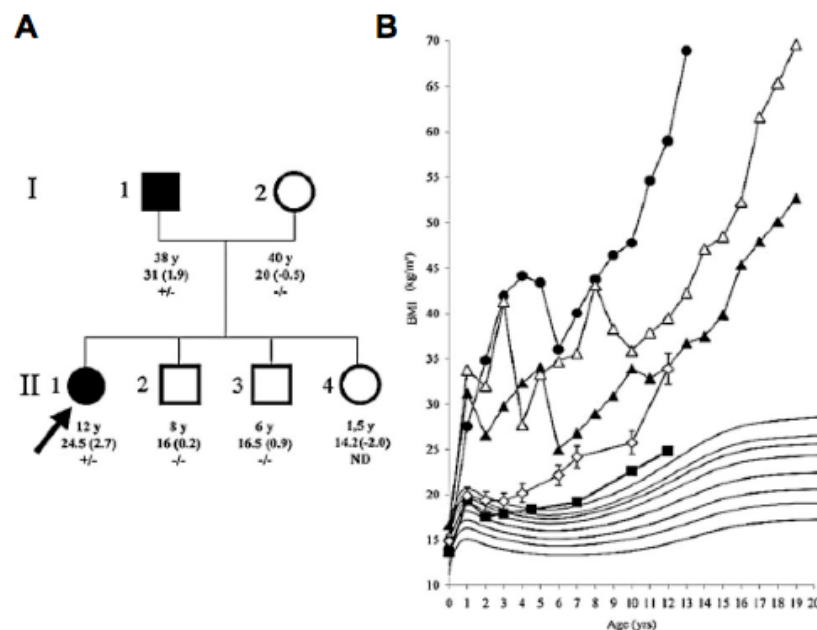 A
B
I
1
2
38 y
31 (1.9)
+/-
40 y
20 (-0.5)
-/-
II
1
2
3
4
12 y
24.5 (2.7)
+/-
8 y
16 (0.2)
-/-
6 y
16.5 (0.9)
-/-
1,5 y
14.2(-2.0)
ND
BMI (kg/m²)
70
65
60
55
50
45
40
35
30
25
20
15
10
0 1 2 3 4 5 6 7 8 9 10 11 12 13 14 15 16 17 18 19 20
Age (yrs)